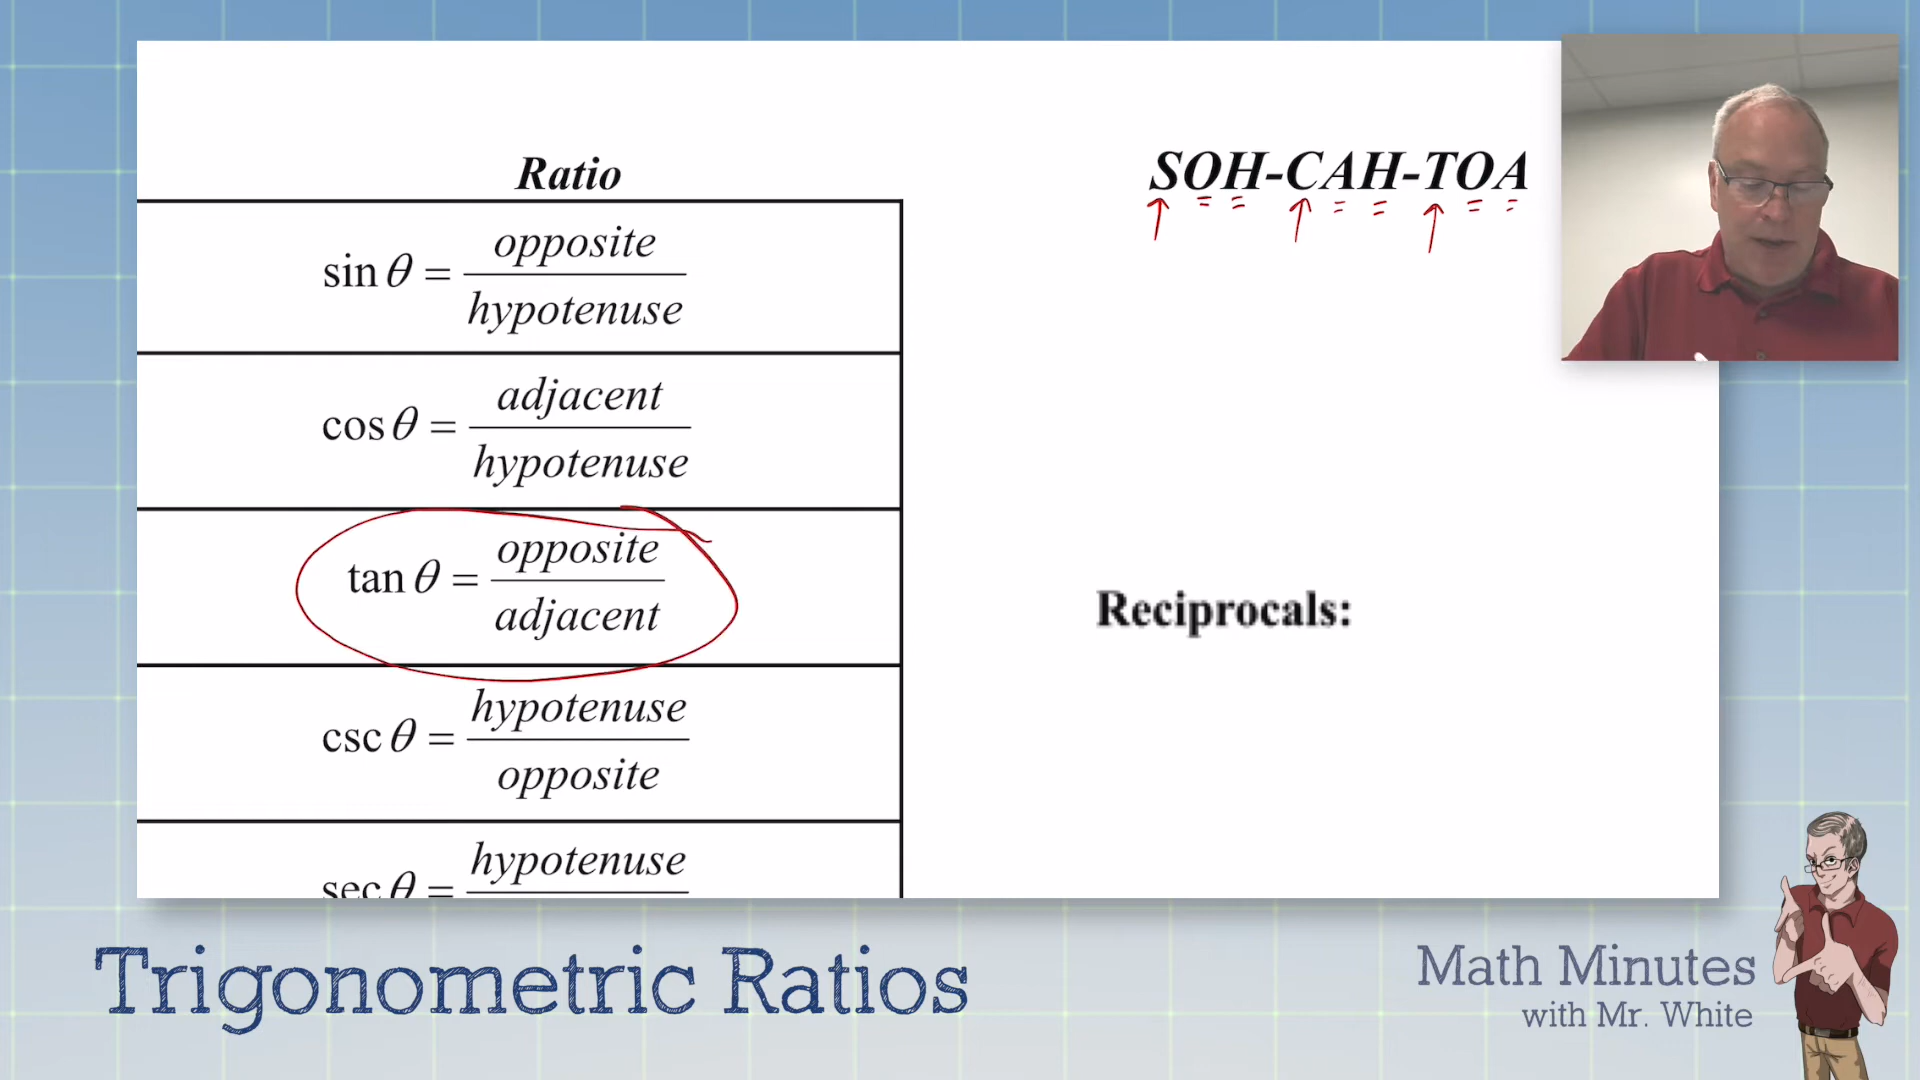 Ratio
SOH-CAH-TOA
sin θ = opposite / hypotenuse
cos θ = adjacent / hypotenuse
tan θ = opposite / adjacent
Reciprocals:
csc θ = hypotenuse / opposite
sec θ = hypotenuse
Trigonometric Ratios
Math Minutes
with Mr. White